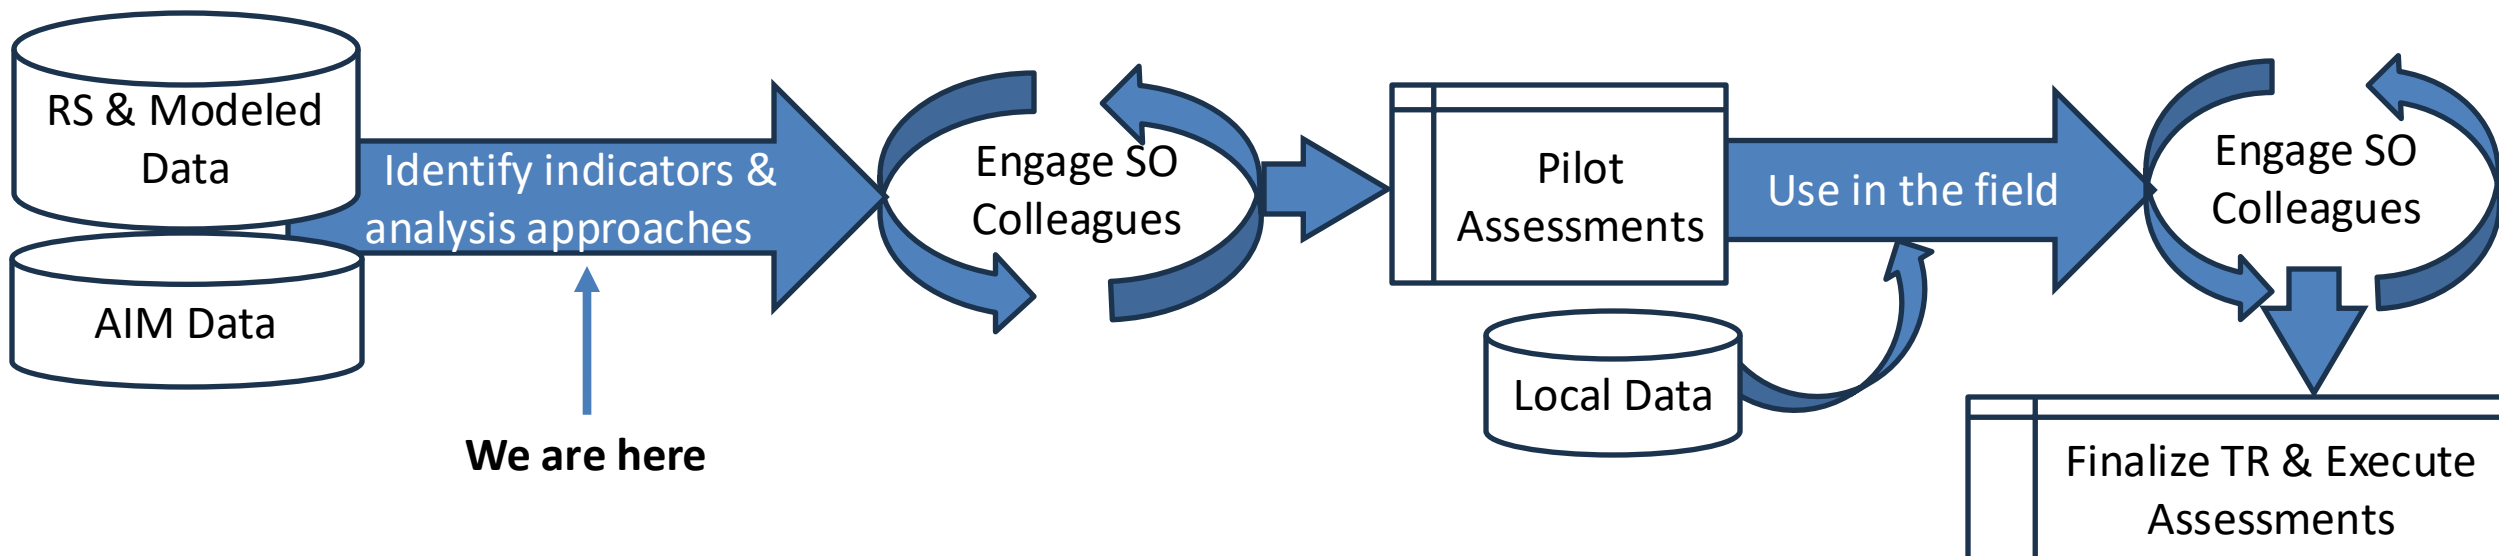 RS & Modeled
Data
AIM Data
Identify indicators &
analysis approaches
We are here
Engage SO
Colleagues
Pilot
Assessments
Local Data
Use in the field
Engage SO
Colleagues
Finalize TR & Execute
Assessments